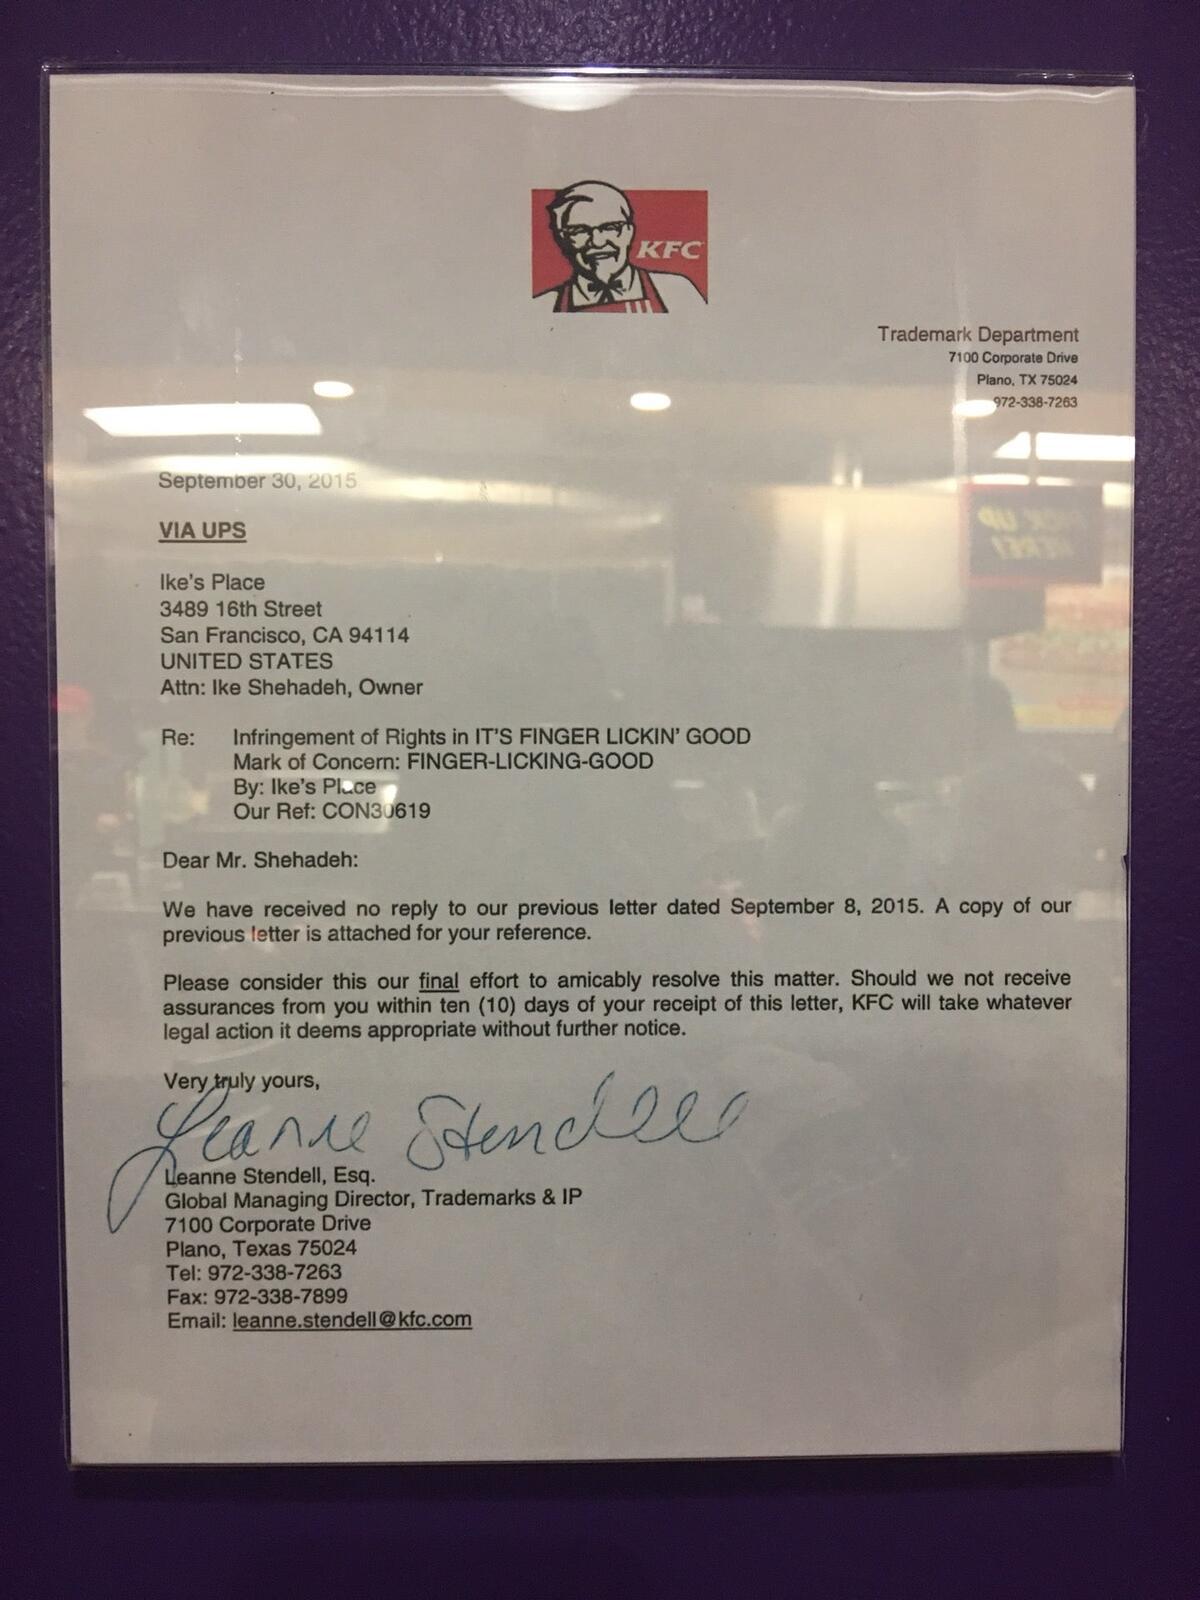 KFC
Trademark Department
7100 Corporate Drive
Plano, TX 75024
972-338-7263
September 30, 2015
VIA UPS
Ike's Place
3489 16th Street
San Francisco, CA 94114
UNITED STATES
Attn: Ike Shehadeh, Owner
Re: Infringement of Rights in IT'S FINGER LICKIN' GOOD
Mark of Concern: FINGER-LICKING-GOOD
By: Ike's Place
Our Ref: CON30619
Dear Mr. Shehadeh:
We have received no reply to our previous letter dated September 8, 2015. A copy of our
previous letter is attached for your reference.
Please consider this our final effort to amicably resolve this matter. Should we not receive
assurances from you within ten (10) days of your receipt of this letter, KFC will take whatever
legal action it deems appropriate without further notice.
Very truly yours,
Leanne Stendell
Leanne Stendell, Esq.
Global Managing Director, Trademarks & IP
7100 Corporate Drive
Plano, Texas 75024
Tel: 972-338-7263
Fax: 972-338-7899
Email: leanne.stendell@kfc.com
PICK UP
HERE!